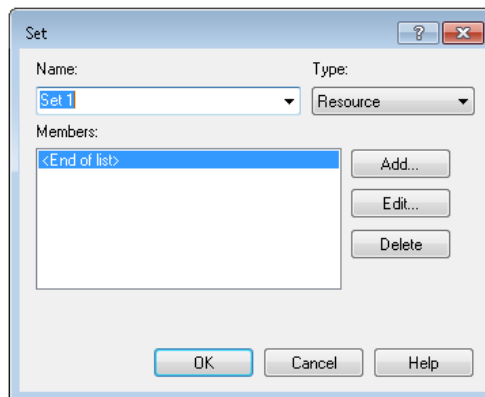 Set
Name: Type:
Set 1 Resource
Members:
<End of list>
Add...
Edit...
Delete
OK Cancel Help